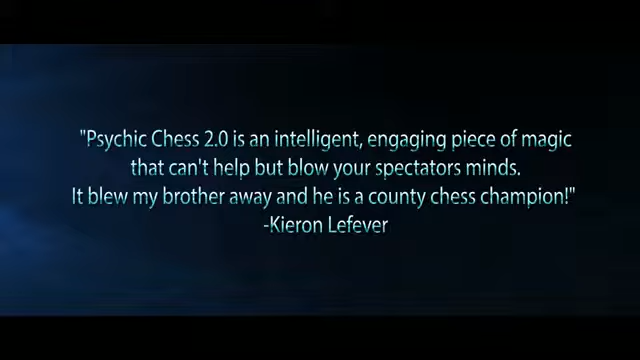 "Psychic Chess 2.0 is an intelligent, engaging piece of magic
that can't help but blow your spectators minds.
It blew my brother away and he is a county chess champion!"
-Kieron Lefever